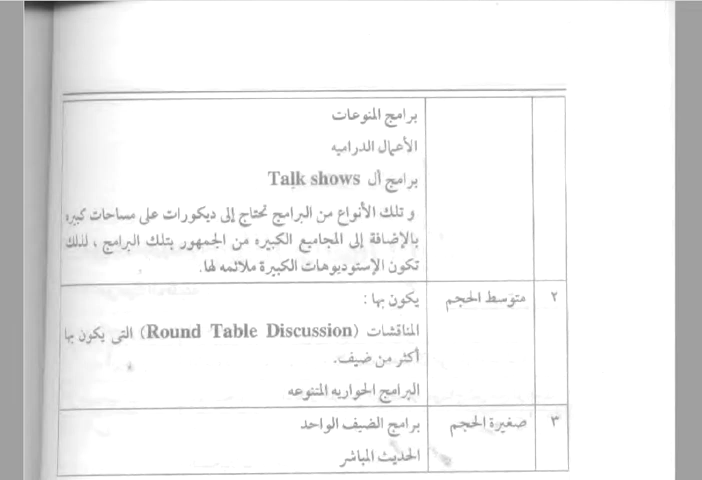 برامج المنوعات
الأعمال الدراميه
برامج أل Talk shows
و تلك الأنواع من البرامج تحتاج إلى ديكورات على مساحات كبيره
بالإضافة إلى المجاميع الكبيره من الجمهور بتلك البرامج ، لذلك
تكون الإستوديوهات الكبيرة ملائمه لها.
٢ متوسط الحجم يكون بها :
المناقشات (Round Table Discussion) التى يكون بها
أكثر من ضيف.
البرامج الحواريه المتنوعه
٣ صغيرة الحجم برامج الضيف الواحد
الحديث المباشر